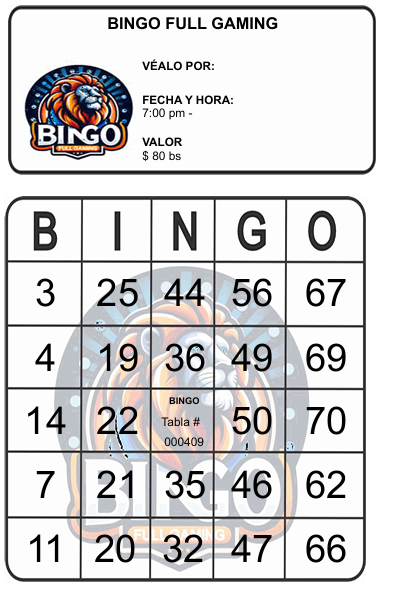 BINGO FULL GAMING
VÉALO POR:
FECHA Y HORA:
7:00 pm -
VALOR
$ 80 bs
BINGO
FULL GAMING
B I N G O
3 25 44 56 67
4 19 36 49 69
14 22 BINGO Tabla # 000409 50 70
7 21 35 46 62
11 20 32 47 66
BINGO
FULL GAMING